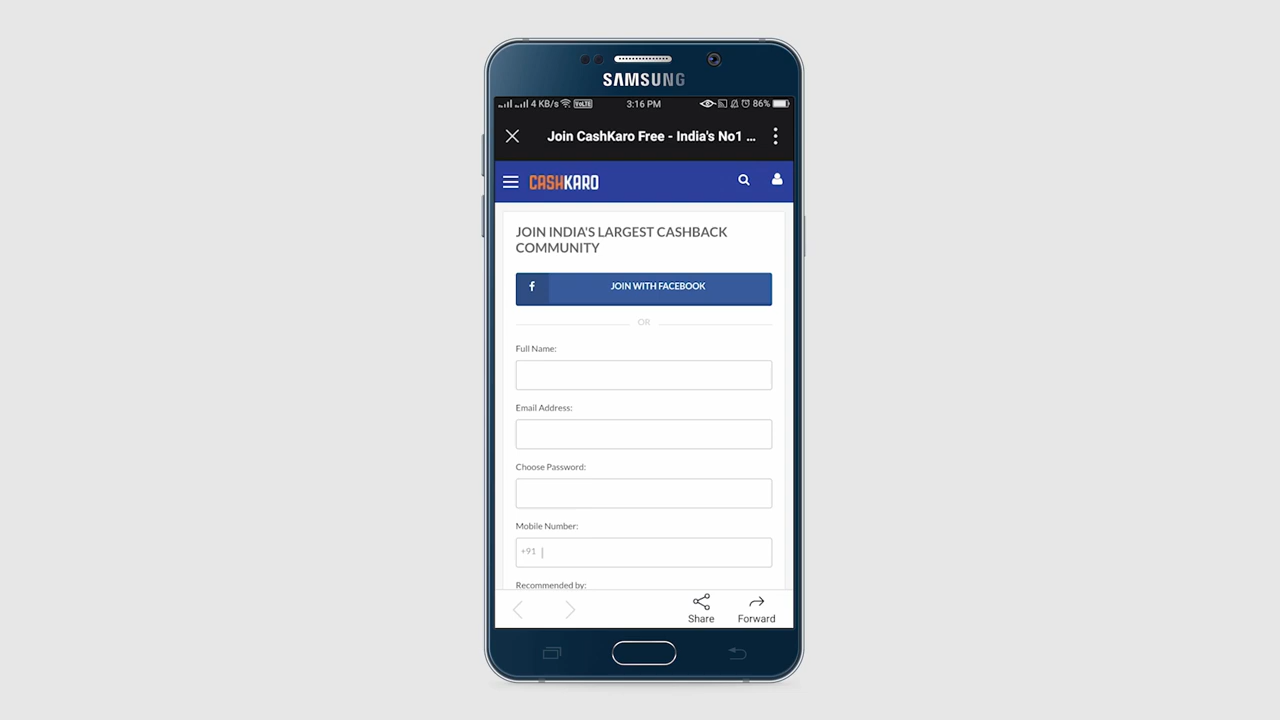 SAMSUNG
4 KB/s VoLTE 3:16 PM 86%
Join CashKaro Free - India's No1 ...
CASHKARO
JOIN INDIA'S LARGEST CASHBACK
COMMUNITY
f JOIN WITH FACEBOOK
OR
Full Name:
Email Address:
Choose Password:
Mobile Number:
+91
Recommended by:
Share Forward